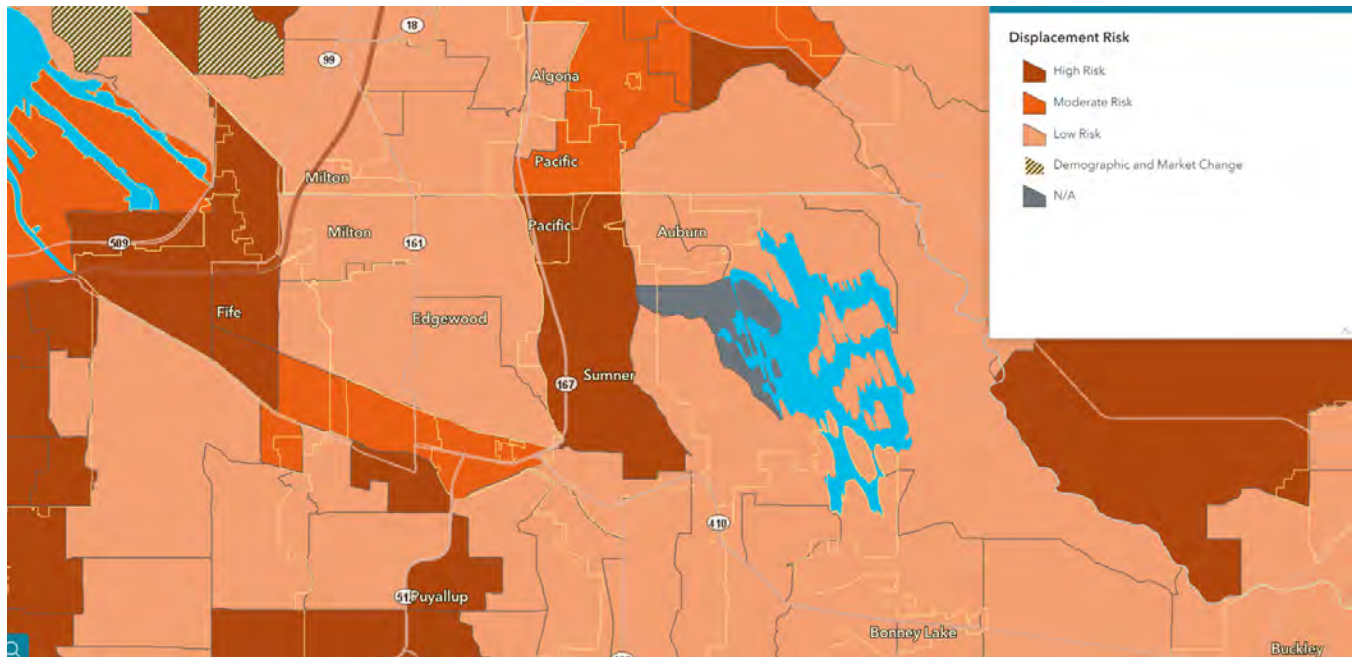 Displacement Risk
High Risk
Moderate Risk
Low Risk
Demographic and Market Change
N/A
18
99
Algona
Pacific
Milton
Pacific
Milton
Auburn
509
161
Fife
Edgewood
Sumner
167
410
Puyallup
Bonney Lake
Buckley